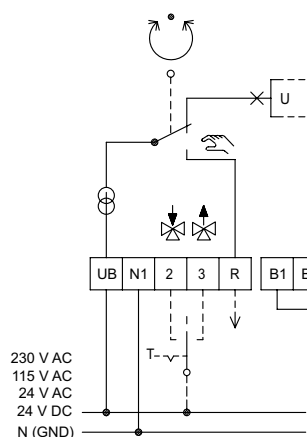 U
UB N1 2 3 R B1
T
230 V AC
115 V AC
24 V AC
24 V DC
N (GND)